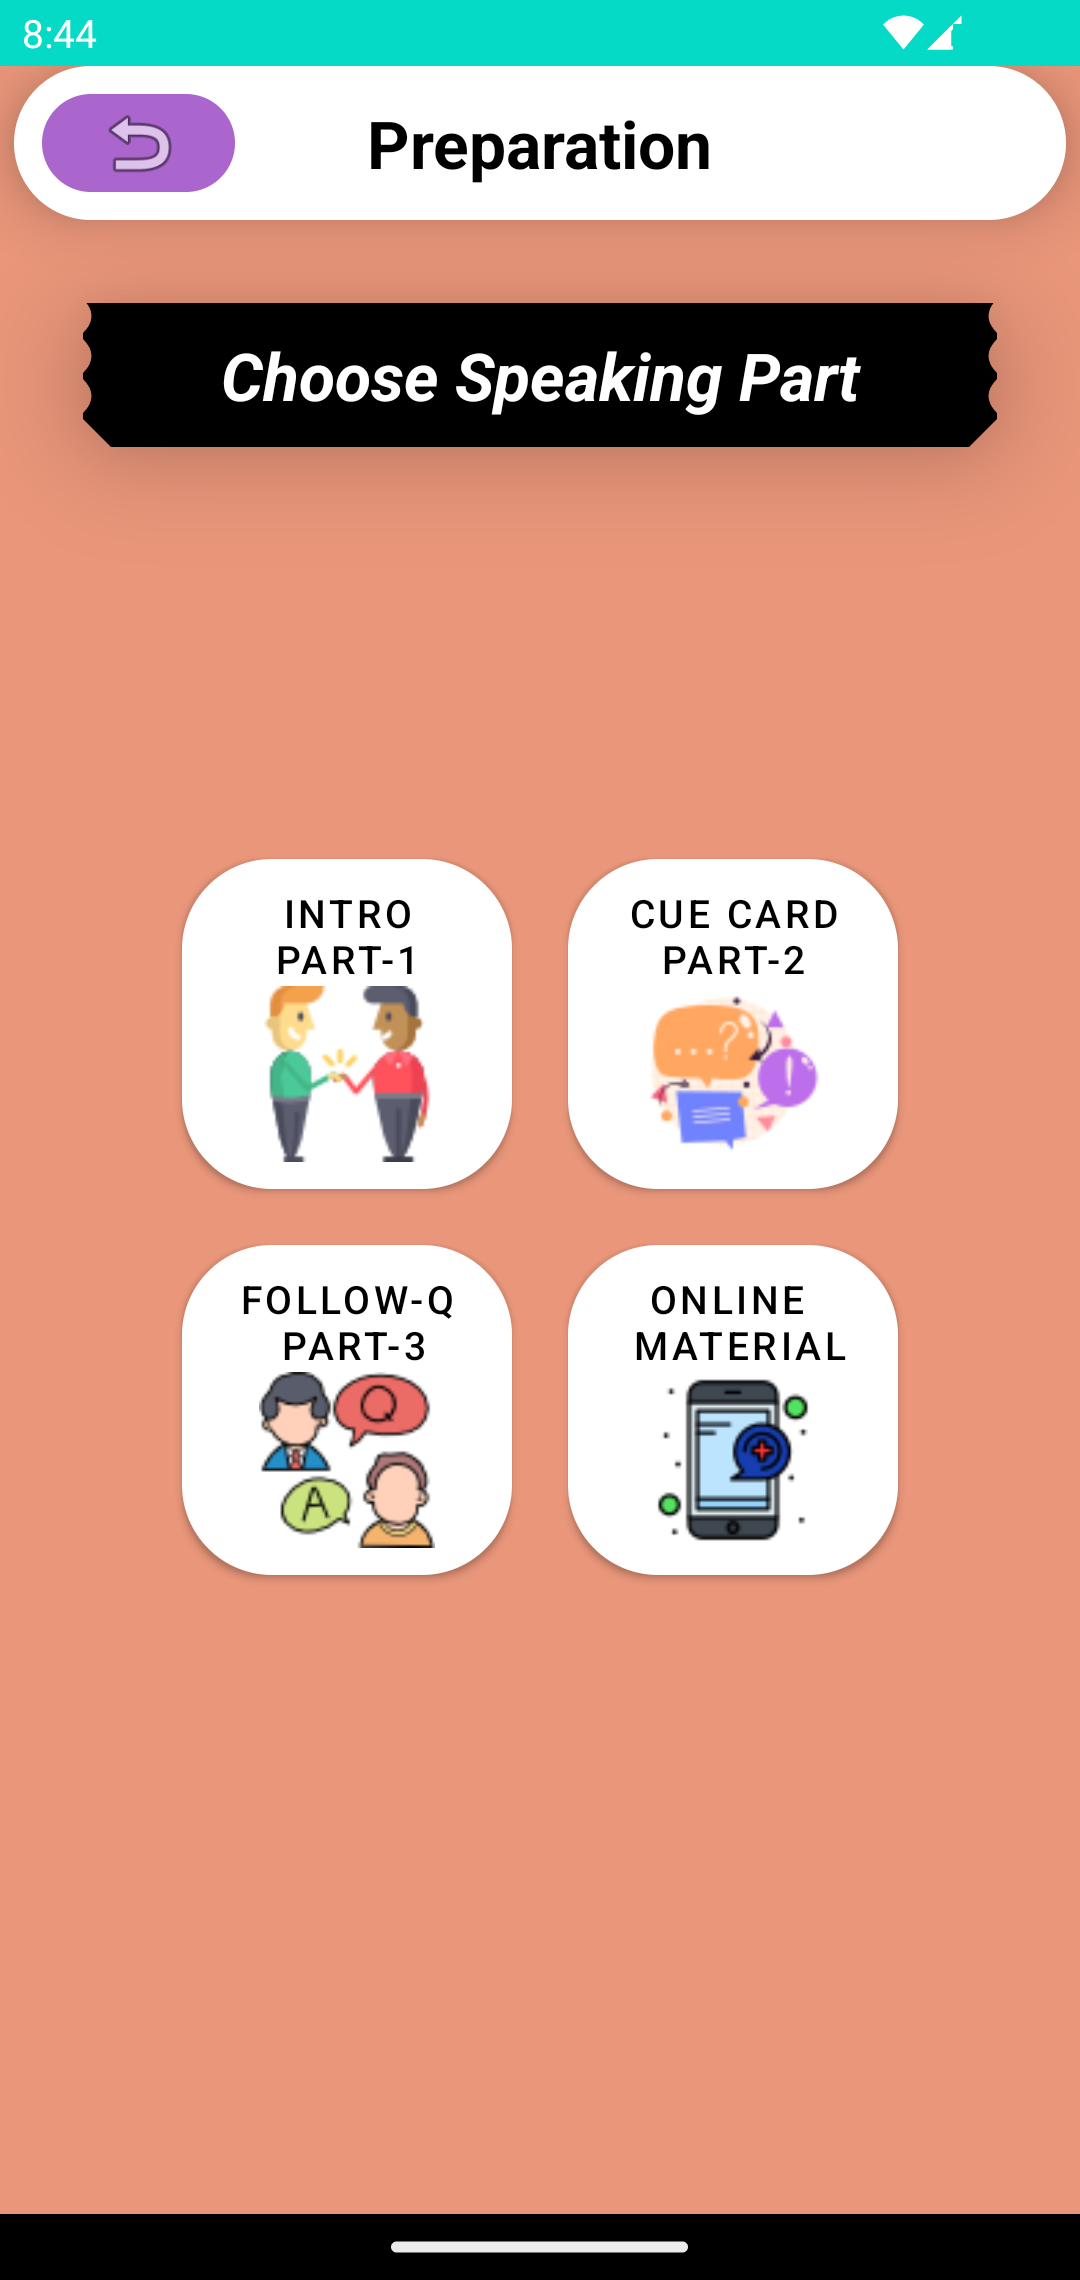 8:44
Preparation
Choose Speaking Part
INTRO
PART-1
CUE CARD
PART-2
...?
!
FOLLOW-Q
PART-3
Q
A
ONLINE
MATERIAL